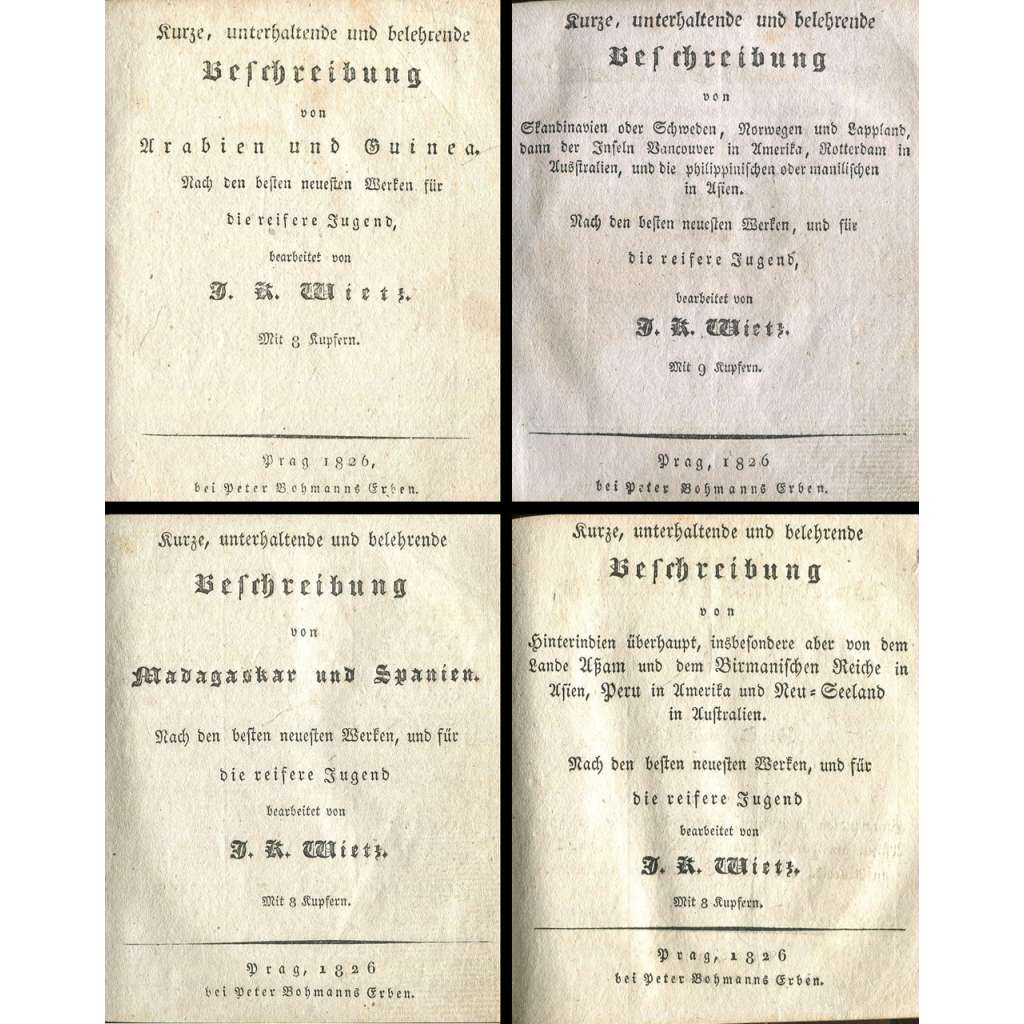 Kurze, unterhaltende und belehrende
Beschreibung
von
Arabien und Guinea.
Nach den besten neuesten Werken für
die reifere Jugend,
bearbeitet von
J. K. Wietz.
Mit 8 Kupfern.
Prag 1826,
bei Peter Bohmanns Erben.
Kurze, unterhaltende und belehrende
Beschreibung
von
Skandinavien oder Schweden, Norwegen und Lappland,
dann der Inseln Vancouver in Amerika, Rotterdam in
Ausstralien, und die philippinischen oder manilischen
in Asien.
Nach den besten neuesten Werken, und für
die reifere Jugend,
bearbeitet von
J. K. Wietz.
Mit 9 Kupfern.
Prag, 1826
bei Peter Bohmanns Erben.
Kurze, unterhaltende und belehrende
Beschreibung
von
Madagaskar und Spanien.
Nach den besten neuesten Werken, und für
die reifere Jugend
bearbeitet von
J. K. Wietz.
Mit 8 Kupfern.
Prag, 1826
bei Peter Bohmanns Erben.
Kurze, unterhaltende und belehrende
Beschreibung
von
Hinterindien überhaupt, insbesondere aber von dem
Lande Aßam und dem Birmanischen Reiche in
Asien, Peru in Amerika und Neu-Seeland
in Australien.
Nach den besten neuesten Werken, und für
die reifere Jugend
bearbeitet von
J. K. Wietz.
Mit 8 Kupfern.
Prag, 1826
bei Peter Bohmanns Erben.